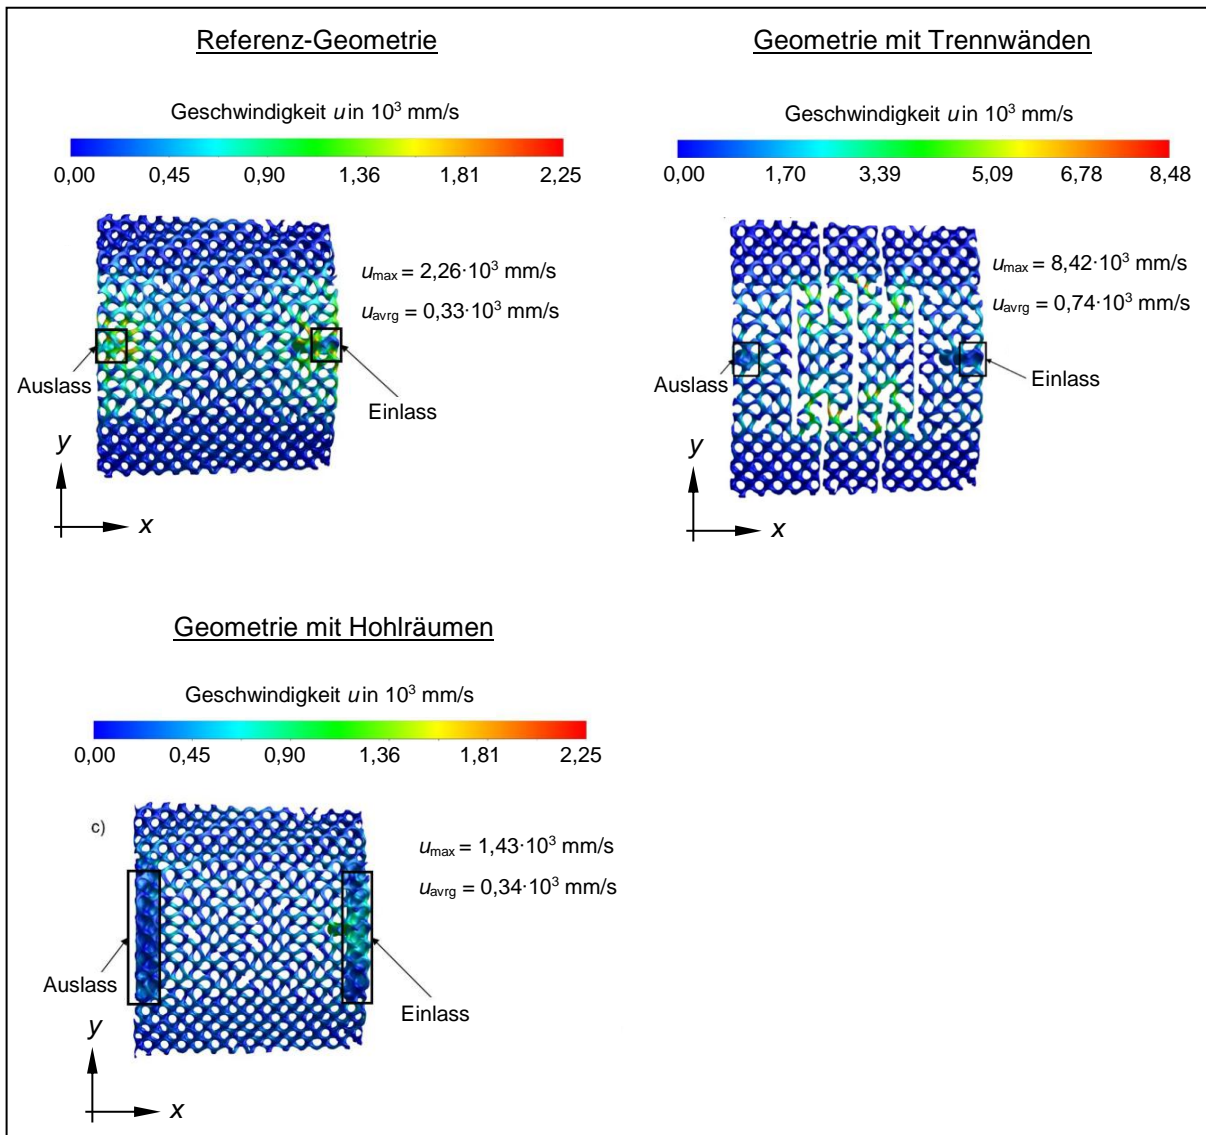 Referenz-Geometrie
Geschwindigkeit u in 10³ mm/s
0,00 0,45 0,90 1,36 1,81 2,25
u_max = 2,26·10³ mm/s
u_avrg = 0,33·10³ mm/s
Auslass
Einlass
y
x
Geometrie mit Trennwänden
Geschwindigkeit u in 10³ mm/s
0,00 1,70 3,39 5,09 6,78 8,48
u_max = 8,42·10³ mm/s
u_avrg = 0,74·10³ mm/s
Auslass
Einlass
y
x
Geometrie mit Hohlräumen
Geschwindigkeit u in 10³ mm/s
0,00 0,45 0,90 1,36 1,81 2,25
c)
u_max = 1,43·10³ mm/s
u_avrg = 0,34·10³ mm/s
Auslass
Einlass
y
x